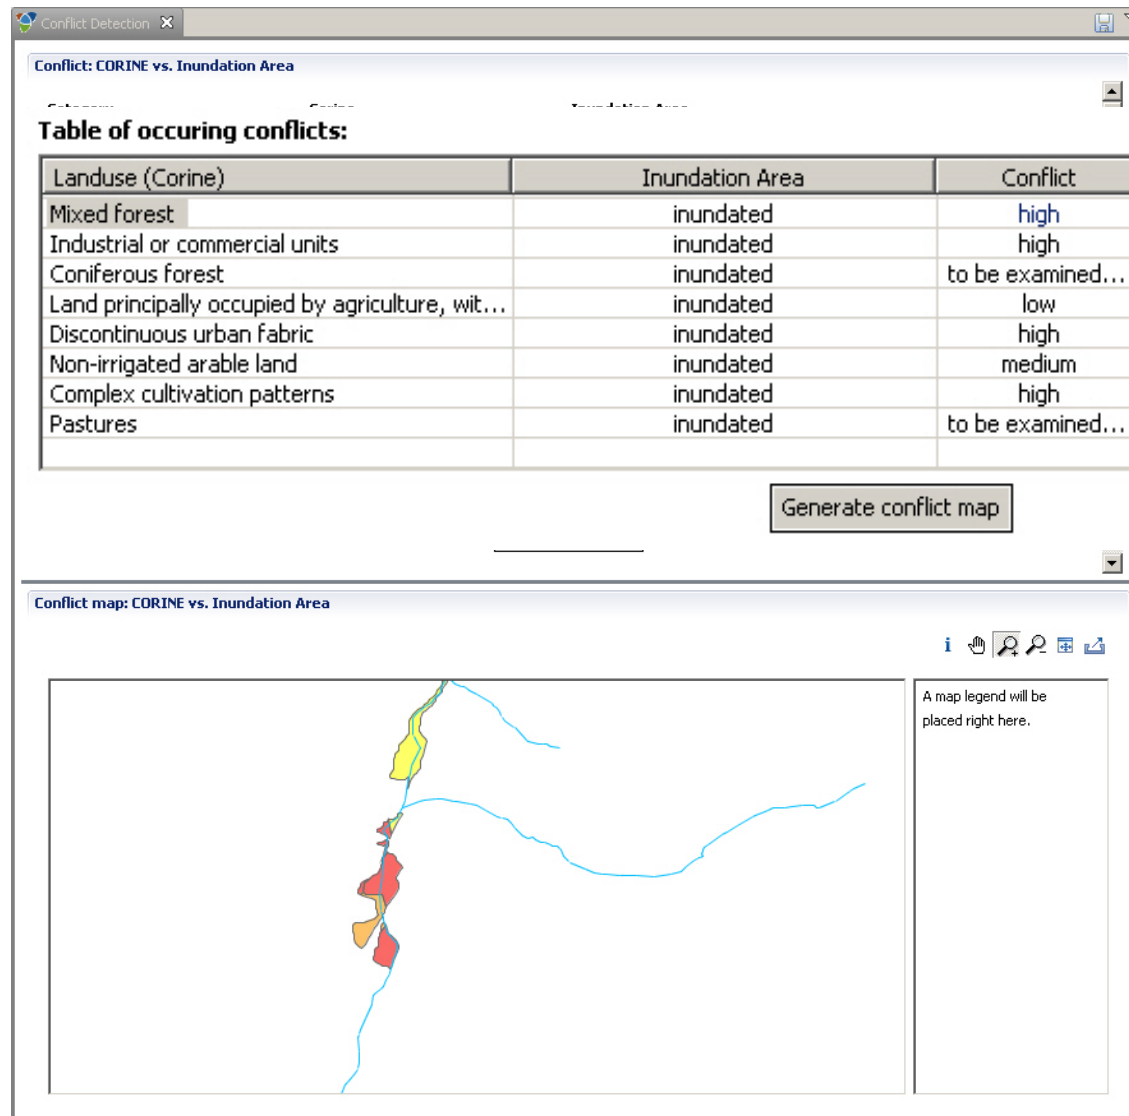 Conflict Detection
Conflict: CORINE vs. Inundation Area
Table of occuring conflicts:
Landuse (Corine) Inundation Area Conflict
Mixed forest inundated high
Industrial or commercial units inundated high
Coniferous forest inundated to be examined...
Land principally occupied by agriculture, wit... inundated low
Discontinuous urban fabric inundated high
Non-irrigated arable land inundated medium
Complex cultivation patterns inundated high
Pastures inundated to be examined...
Generate conflict map
Conflict map: CORINE vs. Inundation Area
A map legend will be
placed right here.